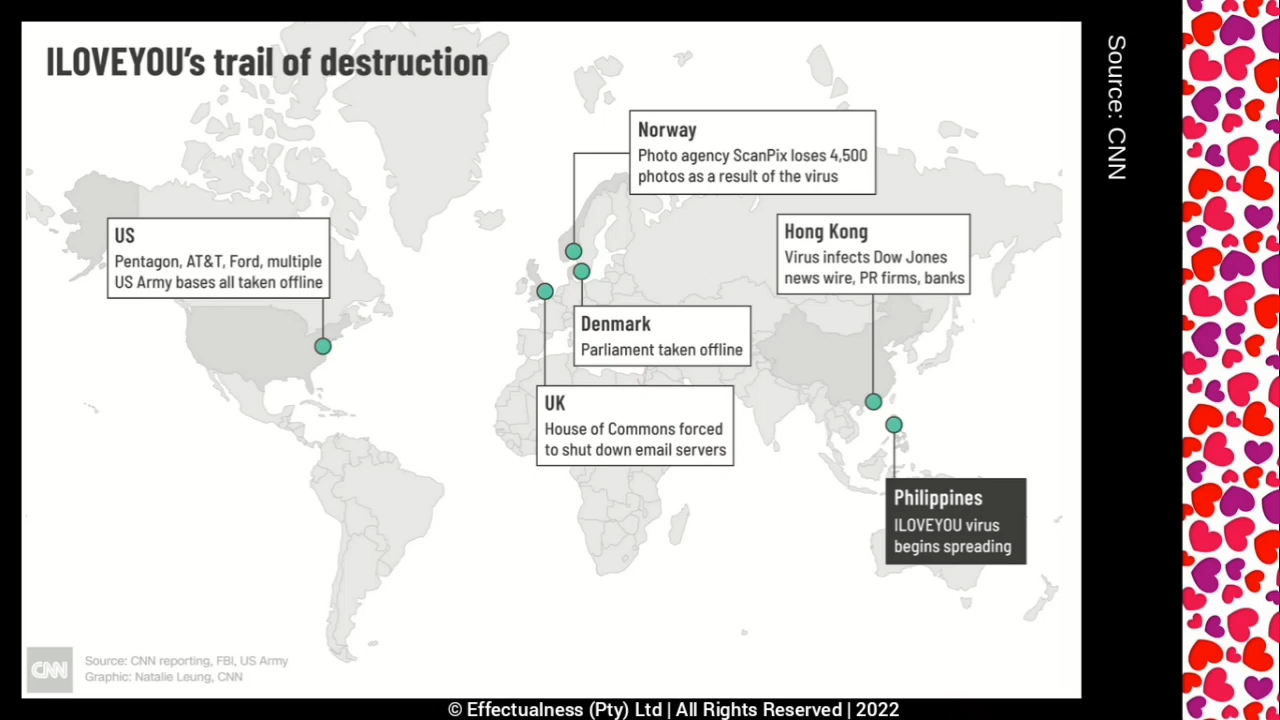 ILOVEYOU's trail of destruction
Source: CNN
Norway
Photo agency ScanPix loses 4,500
photos as a result of the virus
US
Pentagon, AT&T, Ford, multiple
US Army bases all taken offline
Hong Kong
Virus infects Dow Jones
news wire, PR firms, banks
Denmark
Parliament taken offline
UK
House of Commons forced
to shut down email servers
Philippines
ILOVEYOU virus
begins spreading
CNN
Source: CNN reporting, FBI, US Army
Graphic: Natalie Leung, CNN
© Effectualness (Pty) Ltd | All Rights Reserved | 2022